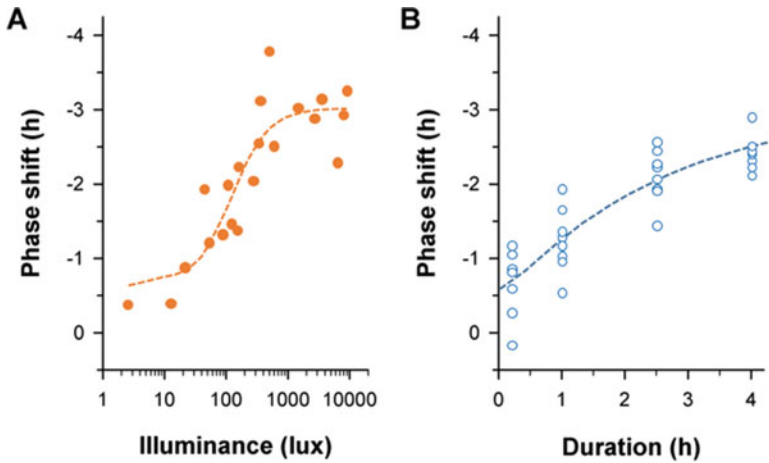 A
Phase shift (h)
-4
-3
-2
-1
0
1 10 100 1000 10000
Illuminance (lux)
B
Phase shift (h)
-4
-3
-2
-1
0
0 1 2 3 4
Duration (h)